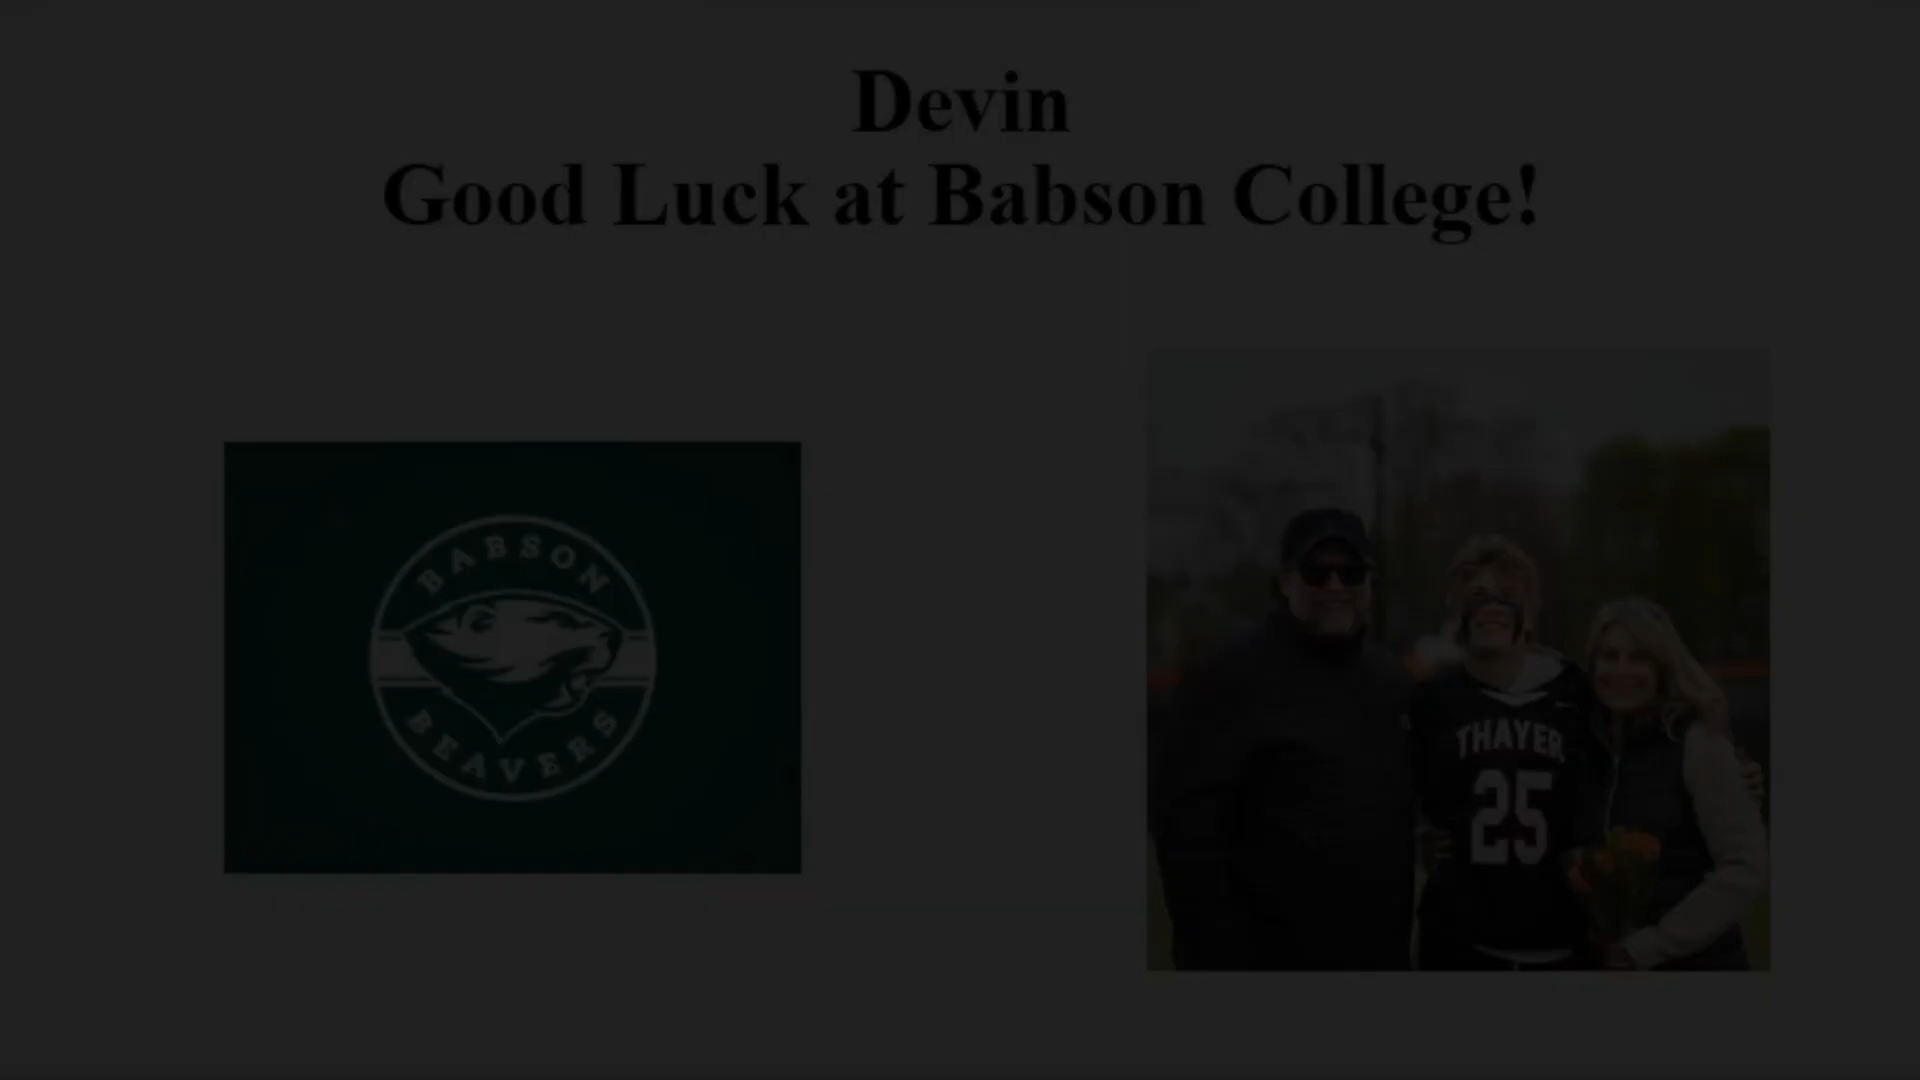 Devin
Good Luck at Babson College!
BABSON
BEAVERS
THAYER
25